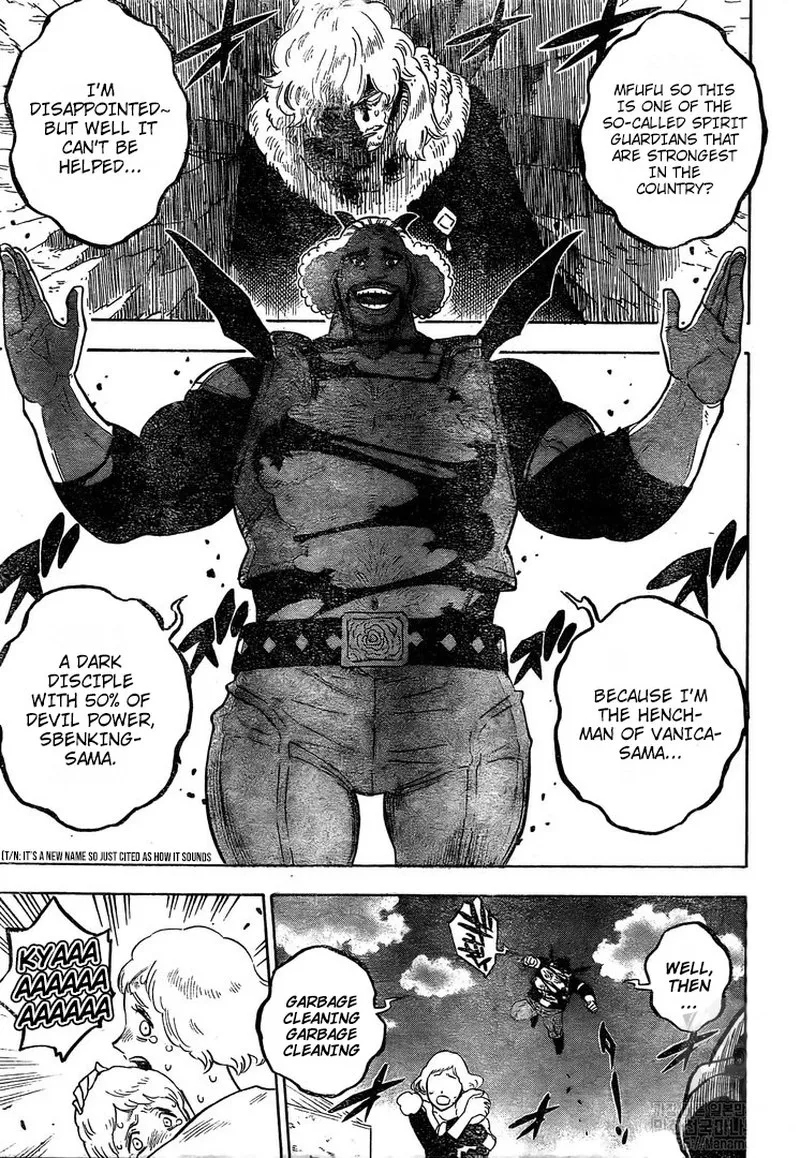 MFUFU SO THIS
IS ONE OF THE
SO-CALLED SPIRIT
GUARDIANS THAT
ARE STRONGEST
IN THE
COUNTRY?
I'M
DISAPPOINTED~
BUT WELL IT
CAN'T BE
HELPED...
BECAUSE I'M
THE HENCH-
MAN OF VANICA-
SAMA...
A DARK
DISCIPLE
WITH 50% OF
DEVIL POWER,
SBENKING-
SAMA.
(T/N: IT'S A NEW NAME SO JUST CITED AS HOW IT SOUNDS
WELL,
THEN
...
GARBAGE
CLEANING
GARBAGE
CLEANING
KYAAA
AAAAAA
AAAAAA